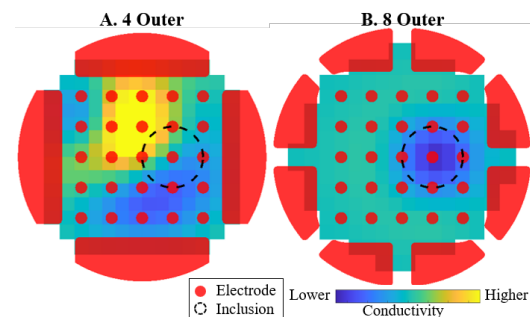 A. 4 Outer
B. 8 Outer
Electrode
Inclusion
Lower
Higher
Conductivity